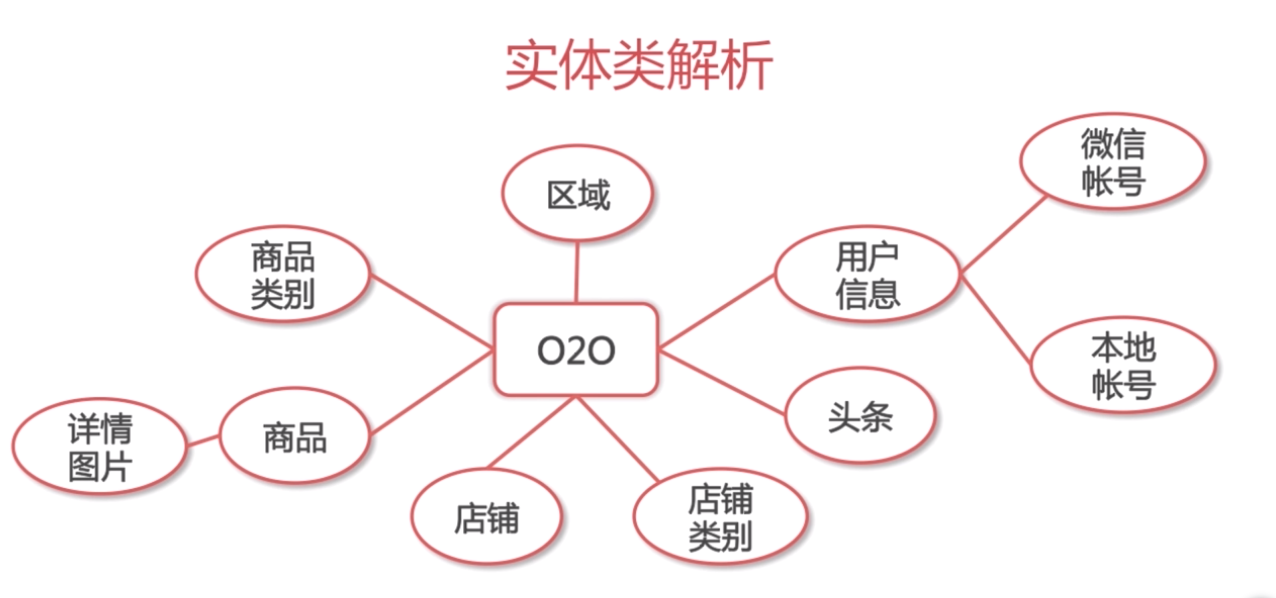 实体类解析
微信
帐号
区域
商品
类别
用户
信息
O2O
本地
帐号
头条
详情
图片
商品
店铺
店铺
类别